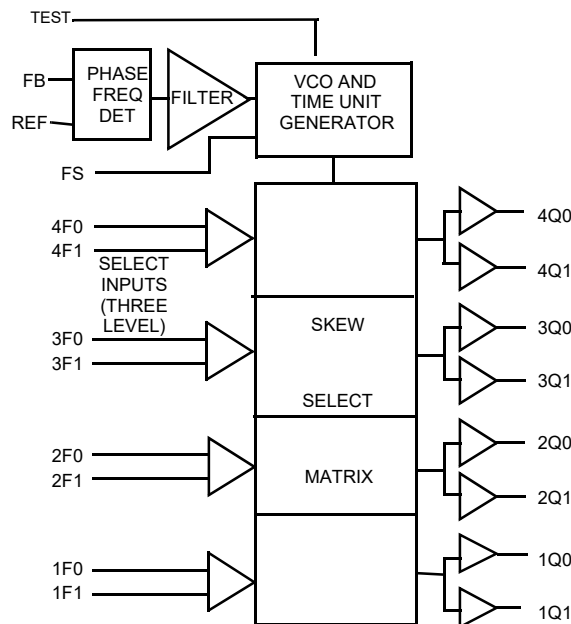 TEST
FB
REF
PHASE
FREQ
DET
FILTER
VCO AND
TIME UNIT
GENERATOR
FS
4F0
4F1
SELECT
INPUTS
(THREE
LEVEL)
3F0
3F1
2F0
2F1
1F0
1F1
SKEW
SELECT
MATRIX
4Q0
4Q1
3Q0
3Q1
2Q0
2Q1
1Q0
1Q1